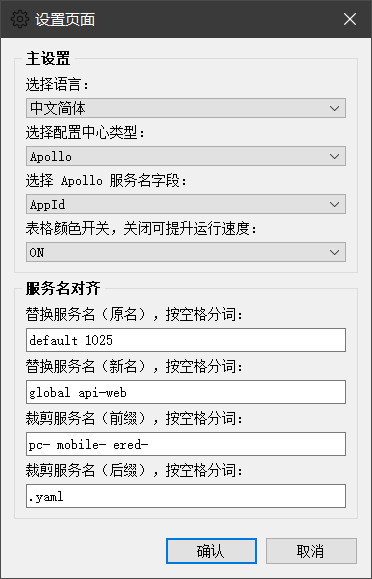 设置页面
主设置
选择语言：
中文简体
选择配置中心类型：
Apollo
选择 Apollo 服务名字段：
AppId
表格颜色开关，关闭可提升运行速度：
ON
服务名对齐
替换服务名（原名），按空格分词：
default 1025
替换服务名（新名），按空格分词：
global api-web
裁剪服务名（前缀），按空格分词：
pc- mobile- ered-
裁剪服务名（后缀），按空格分词：
.yaml
确认 取消